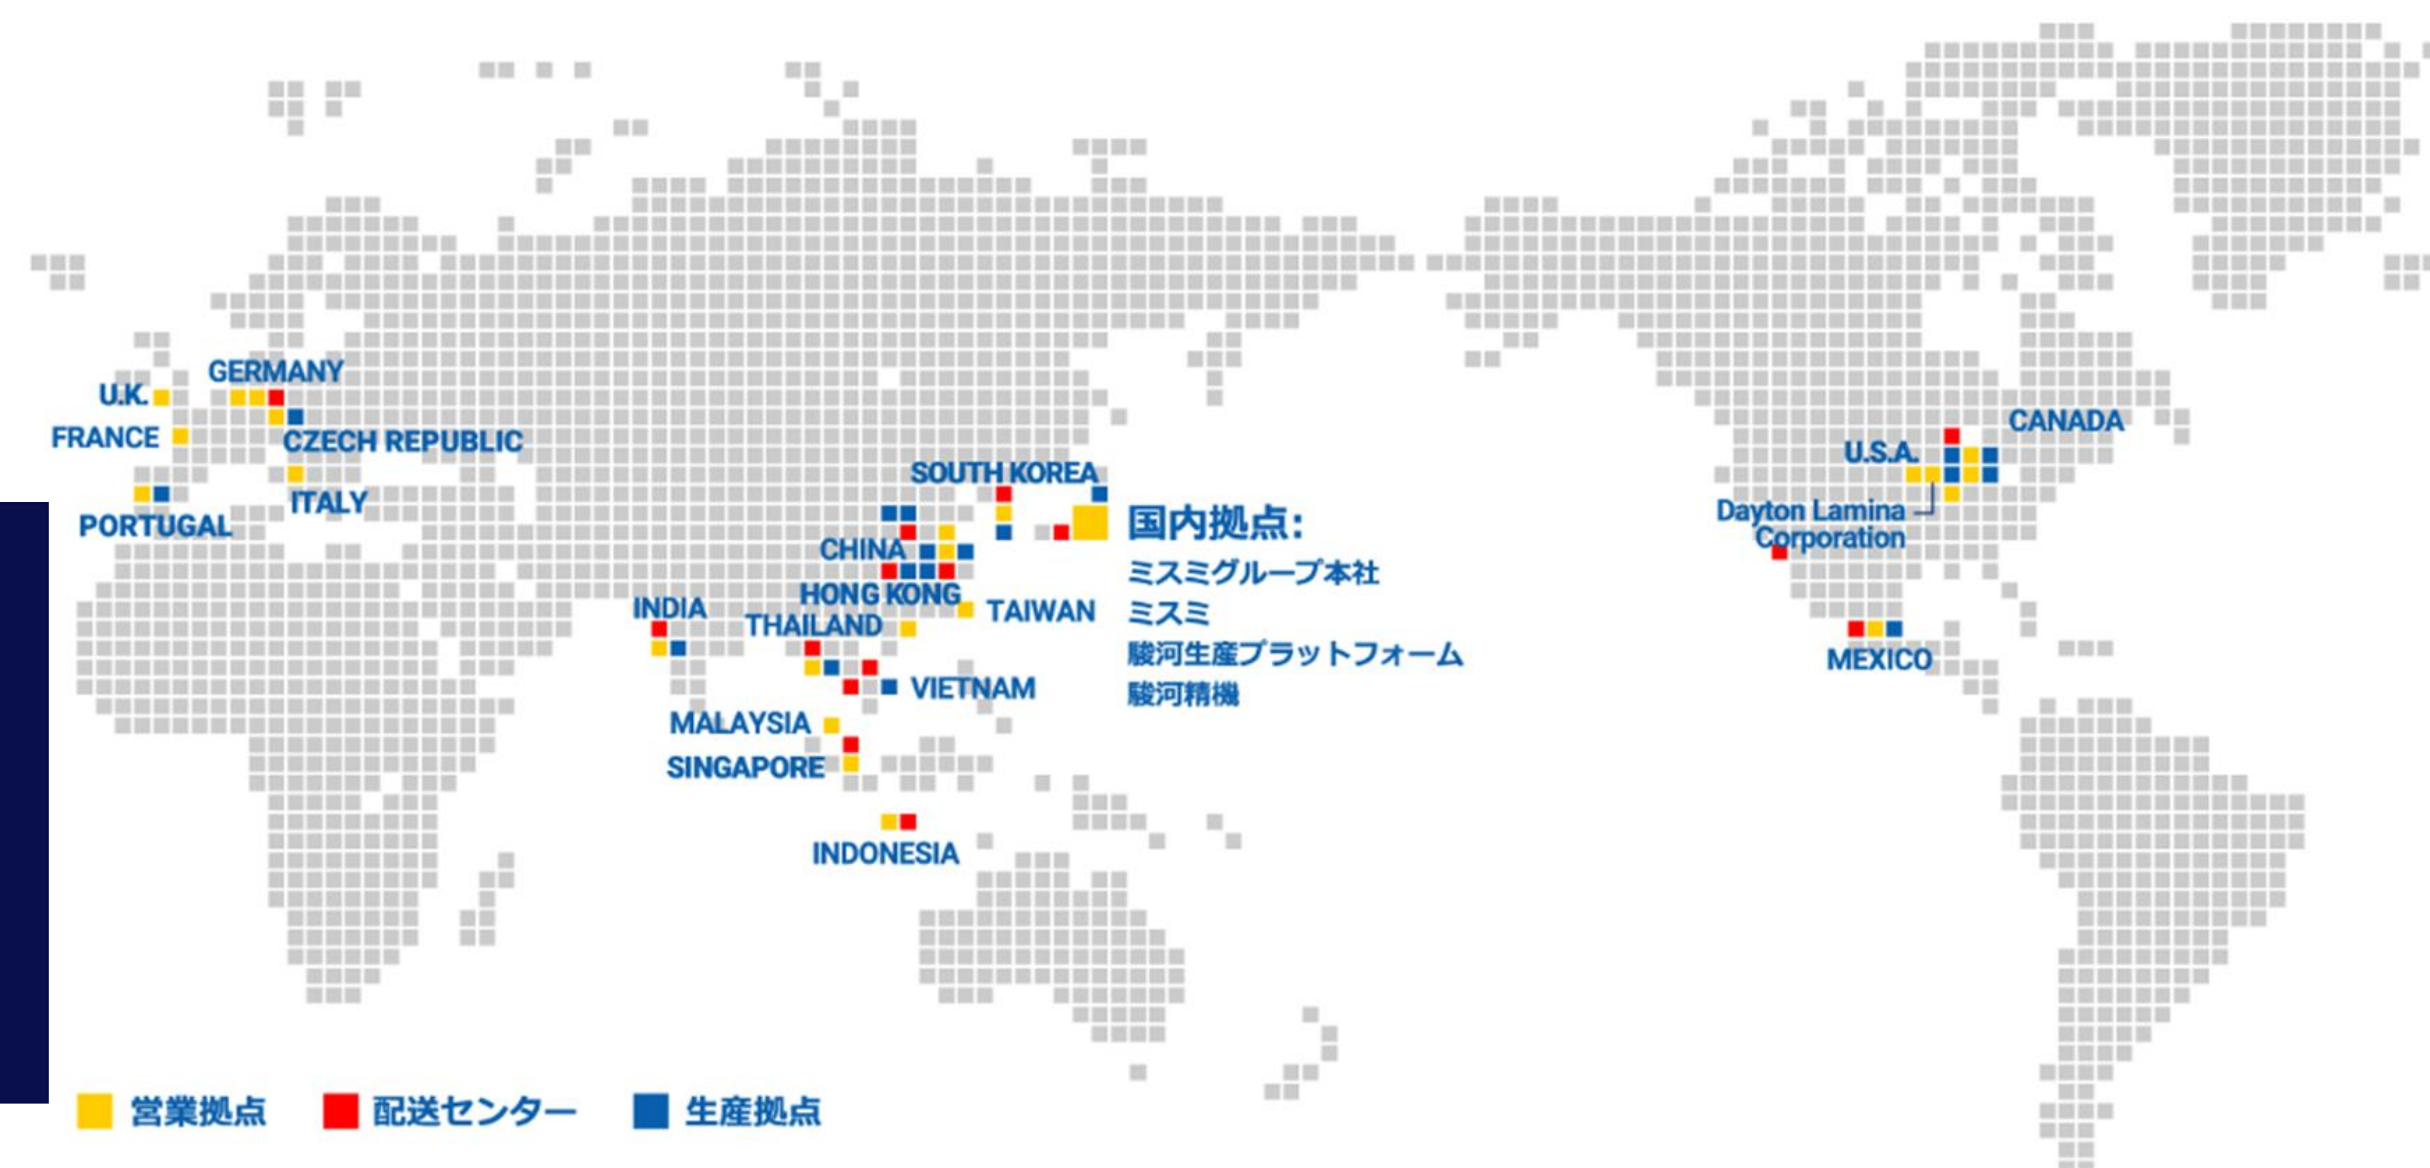 GERMANY
U.K.
FRANCE
CZECH REPUBLIC
ITALY
PORTUGAL
SOUTH KOREA
CHINA
HONG KONG
TAIWAN
INDIA
THAILAND
VIETNAM
MALAYSIA
SINGAPORE
INDONESIA
国内拠点:
ミスミグループ本社
ミスミ
駿河生産プラットフォーム
駿河精機
CANADA
U.S.A.
Dayton Lamina
Corporation
MEXICO
営業拠点
配送センター
生産拠点